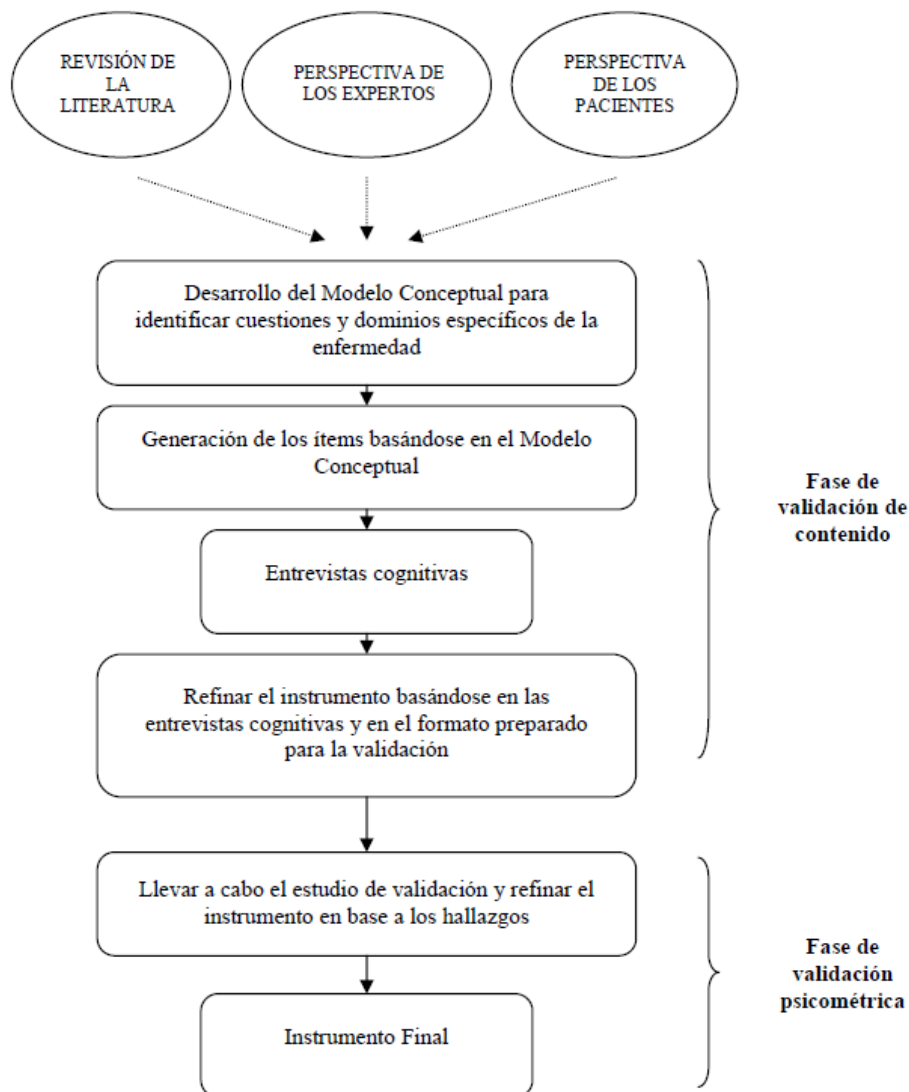 REVISIÓN DE
LA
LITERATURA
PERSPECTIVA DE
LOS EXPERTOS
PERSPECTIVA
DE LOS
PACIENTES
Desarrollo del Modelo Conceptual para
identificar cuestiones y dominios específicos de la
enfermedad
Generación de los ítems basándose en el Modelo
Conceptual
Entrevistas cognitivas
Refinar el instrumento basándose en las
entrevistas cognitivas y en el formato preparado
para la validación
Fase de
validación de
contenido
Llevar a cabo el estudio de validación y refinar el
instrumento en base a los hallazgos
Instrumento Final
Fase de
validación
psicométrica